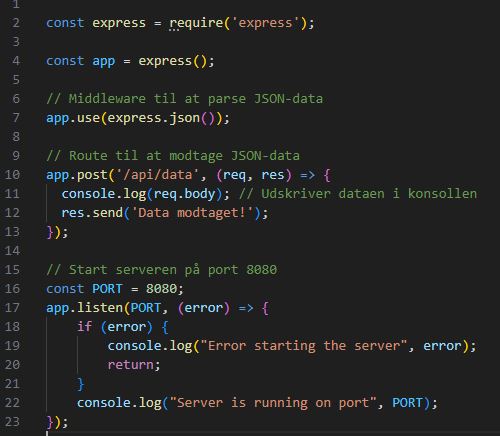 1
2 const express = require('express');
3
4 const app = express();
5
6 // Middleware til at parse JSON-data
7 app.use(express.json());
8
9 // Route til at modtage JSON-data
10 app.post('/api/data', (req, res) => {
11   console.log(req.body); // Udskriver dataen i konsollen
12   res.send('Data modtaget!');
13 });
14
15 // Start serveren på port 8080
16 const PORT = 8080;
17 app.listen(PORT, (error) => {
18     if (error) {
19         console.log("Error starting the server", error);
20         return;
21     }
22     console.log("Server is running on port", PORT);
23 });